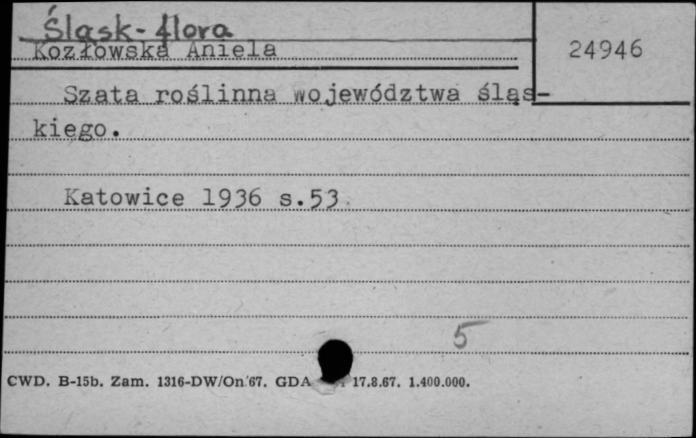 Śląsk - flora
Kozłowska Aniela
24946
Szata roślinna województwa śląs-
kiego.
Katowice 1936 s.53
5
CWD. B-15b. Zam. 1316-DW/On/67. GDA 17.8.67. 1.400.000.